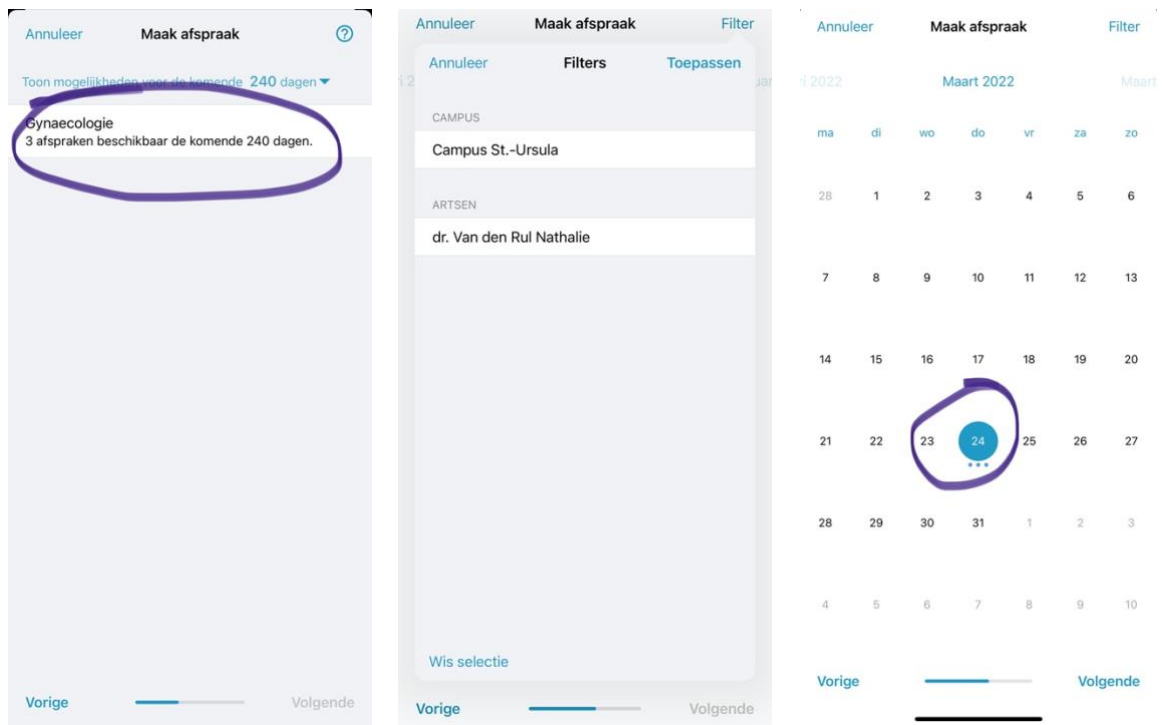 Annuleer Maak afspraak ?
Toon mogelijkheden voor de komende 240 dagen
Gynaecologie
3 afspraken beschikbaar de komende 240 dagen.
Vorige Volgende
Annuleer Maak afspraak Filter
Annuleer Filters Toepassen
CAMPUS
Campus St.-Ursula
ARTSEN
dr. Van den Rul Nathalie
Wis selectie
Vorige Volgende
Annuleer Maak afspraak Filter
2022 Maart 2022 Maart
ma di wo do vr za zo
28 1 2 3 4 5 6
7 8 9 10 11 12 13
14 15 16 17 18 19 20
21 22 23 24 25 26 27
28 29 30 31 1 2 3
4 5 6 7 8 9 10
Vorige Volgende